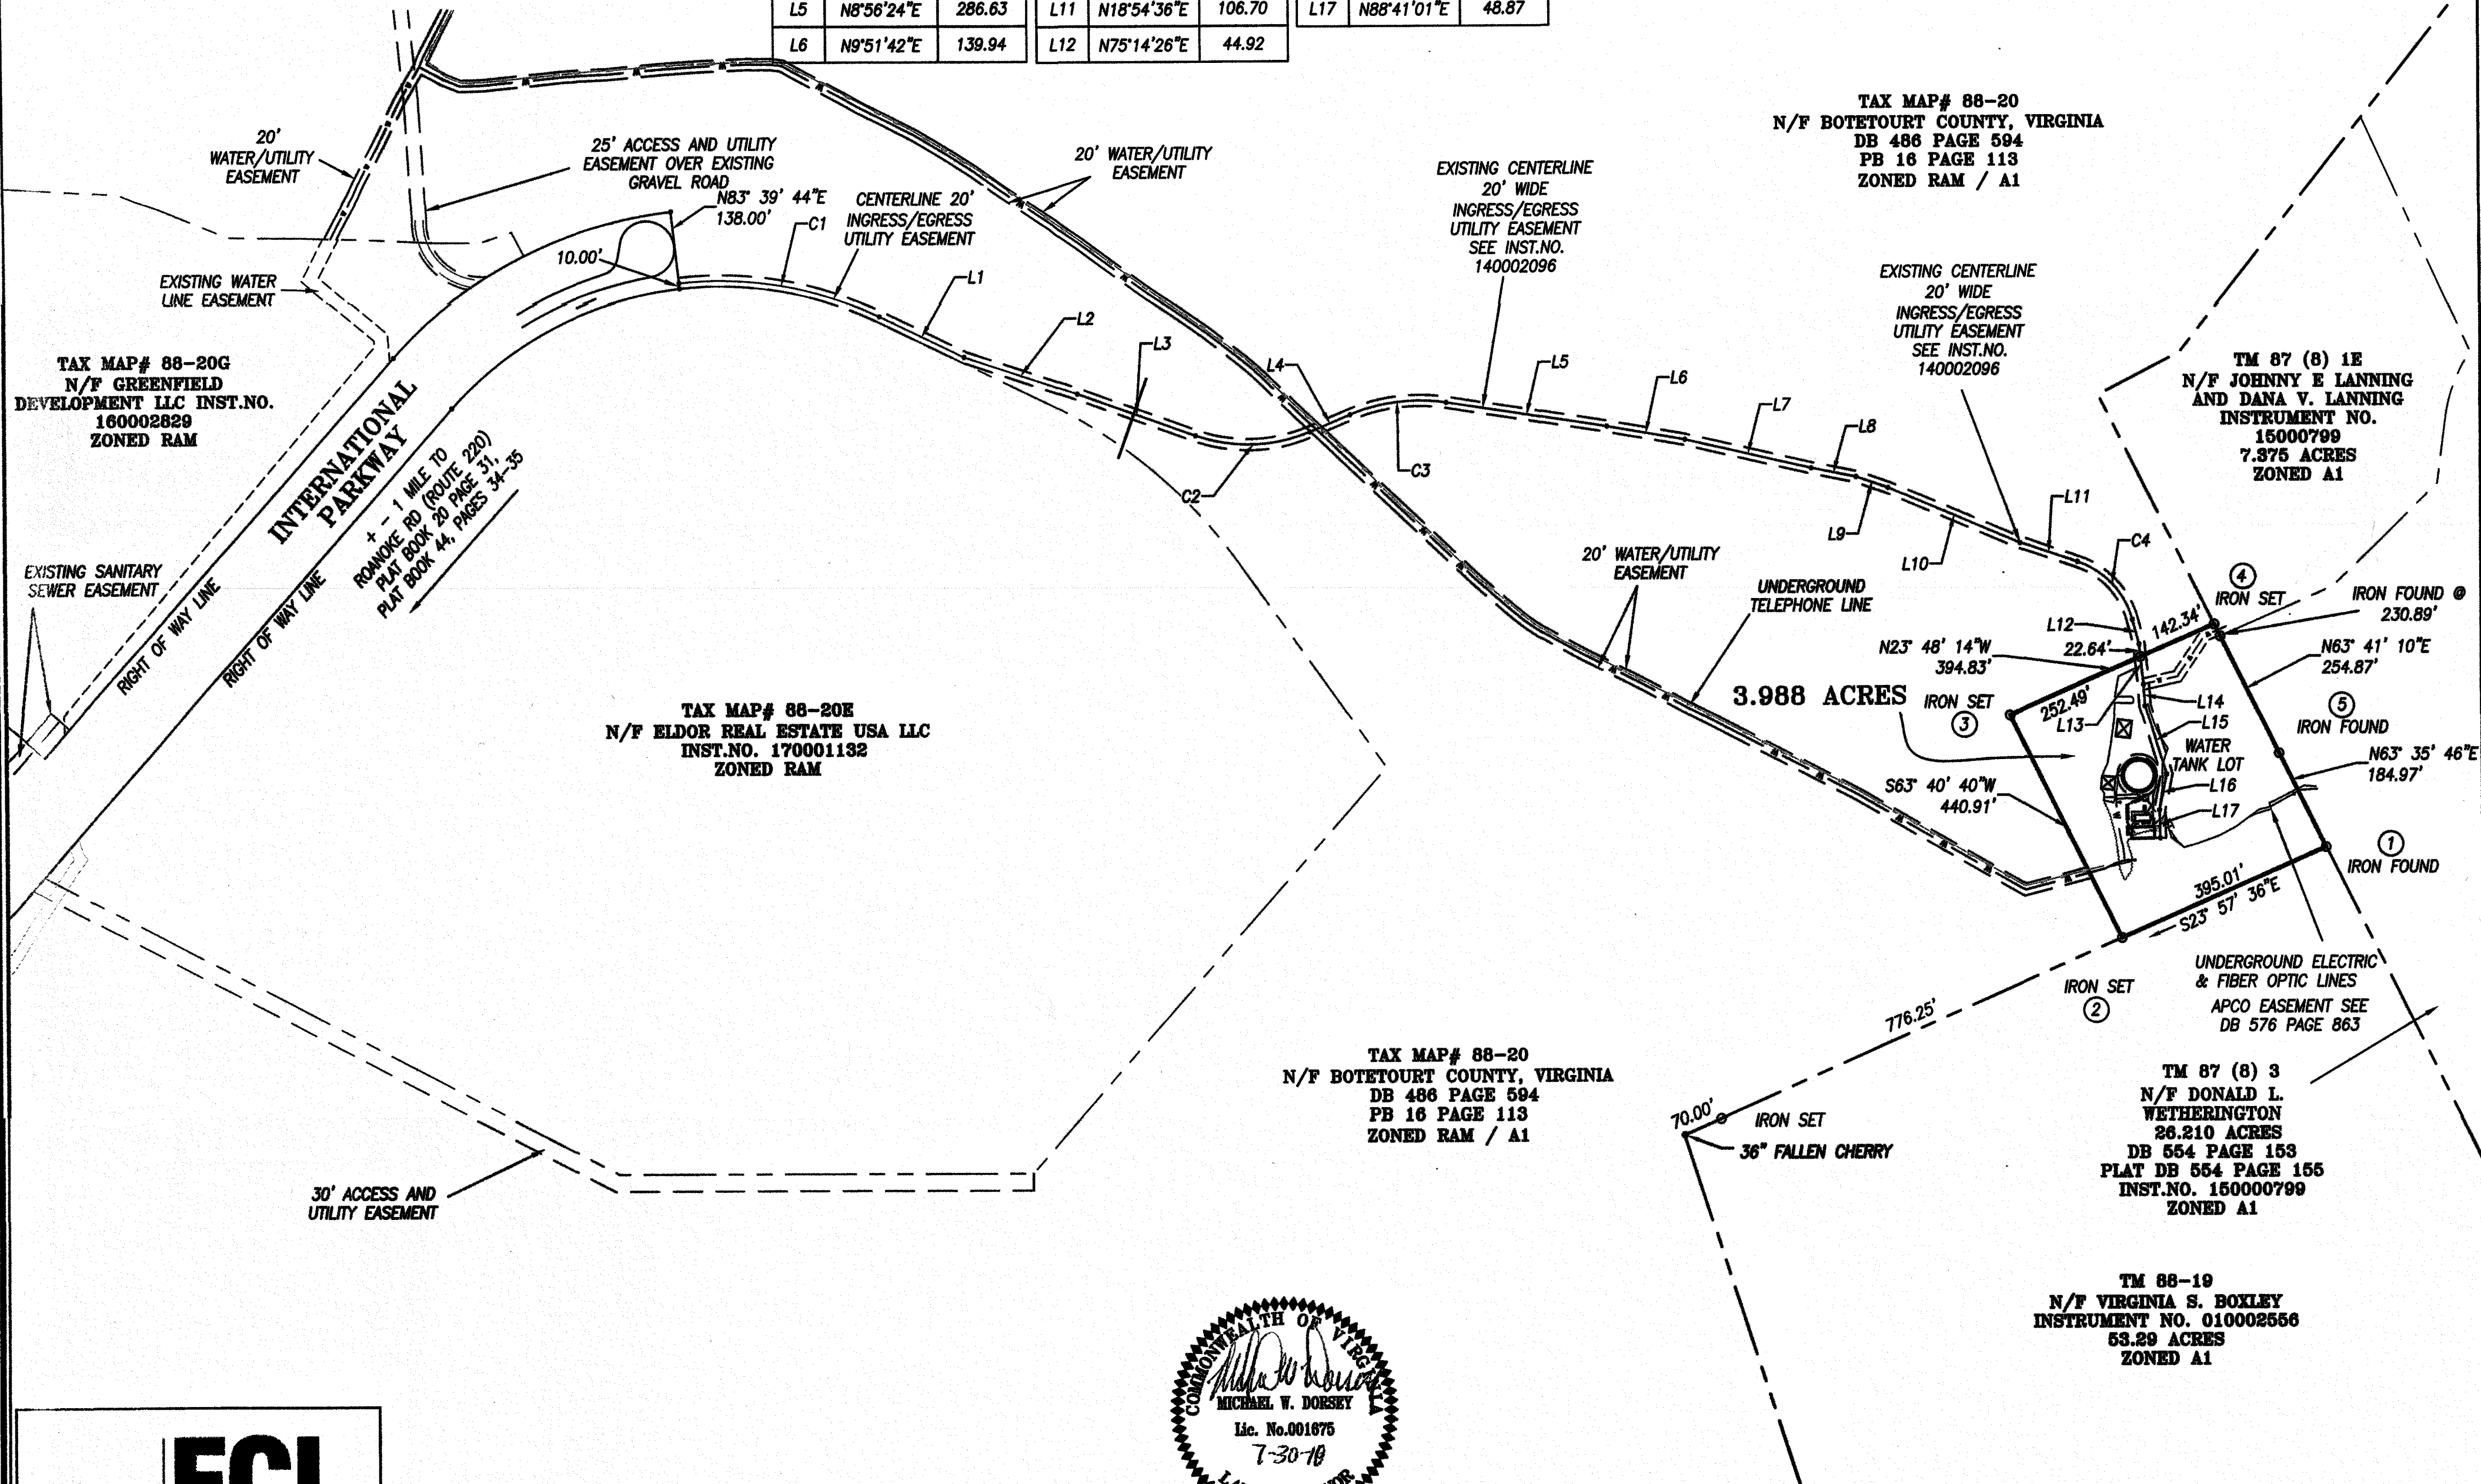 L5 N8°56'24"E 286.63 L11 N18°54'36"E 106.70 L17 N88°41'01"E 48.87
L6 N9°51'42"E 139.94 L12 N75°14'26"E 44.92
TAX MAP# 88-20
N/F BOTETOURT COUNTY, VIRGINIA
DB 486 PAGE 594
PB 16 PAGE 113
ZONED RAM / A1
20'
WATER/UTILITY
EASEMENT
25' ACCESS AND UTILITY
EASEMENT OVER EXISTING
GRAVEL ROAD
N83° 39' 44"E
138.00'
CENTERLINE 20'
INGRESS/EGRESS
UTILITY EASEMENT
C1
10.00'
20' WATER/UTILITY
EASEMENT
EXISTING CENTERLINE
20' WIDE
INGRESS/EGRESS
UTILITY EASEMENT
SEE INST.NO.
140002096
EXISTING CENTERLINE
20' WIDE
INGRESS/EGRESS
UTILITY EASEMENT
SEE INST.NO.
140002096
EXISTING WATER
LINE EASEMENT
L1
L2
L3
L4
L5
L6
L7
L8
L9
L10
L11
C2
C3
C4
TAX MAP# 88-20G
N/F GREENFIELD
DEVELOPMENT LLC INST.NO.
160002829
ZONED RAM
INTERNATIONAL
PARKWAY
+ - 1 MILE TO
ROANOKE RD (ROUTE 220)
PLAT BOOK 20 PAGE 31,
PLAT BOOK 44, PAGES 34-35
TM 87 (8) 1E
N/F JOHNNY E LANNING
AND DANA V. LANNING
INSTRUMENT NO.
15000799
7.375 ACRES
ZONED A1
EXISTING SANITARY
SEWER EASEMENT
RIGHT OF WAY LINE
RIGHT OF WAY LINE
20' WATER/UTILITY
EASEMENT
UNDERGROUND
TELEPHONE LINE
4
IRON SET
IRON FOUND @
230.89'
L12
142.34'
22.64'
N23° 48' 14"W
394.83'
N63° 41' 10"E
254.87'
3.988 ACRES
IRON SET
3
252.49'
L13
L14
L15
WATER
TANK LOT
L16
L17
5
IRON FOUND
N63° 35' 46"E
184.97'
S63° 40' 40"W
440.91'
TAX MAP# 88-20E
N/F ELDOR REAL ESTATE USA LLC
INST.NO. 170001132
ZONED RAM
1
IRON FOUND
395.01'
S23° 57' 36"E
IRON SET
2
UNDERGROUND ELECTRIC
& FIBER OPTIC LINES
APCO EASEMENT SEE
DB 576 PAGE 863
776.25'
70.00'
IRON SET
36" FALLEN CHERRY
TAX MAP# 88-20
N/F BOTETOURT COUNTY, VIRGINIA
DB 486 PAGE 594
PB 16 PAGE 113
ZONED RAM / A1
TM 87 (8) 3
N/F DONALD L.
WETHERINGTON
26.210 ACRES
DB 554 PAGE 153
PLAT DB 554 PAGE 155
INST.NO. 150000799
ZONED A1
30' ACCESS AND
UTILITY EASEMENT
TM 88-19
N/F VIRGINIA S. BOXLEY
INSTRUMENT NO. 010002556
53.29 ACRES
ZONED A1
COMMONWEALTH OF VIRGINIA
MICHAEL W. DORSEY
Lic. No.001675